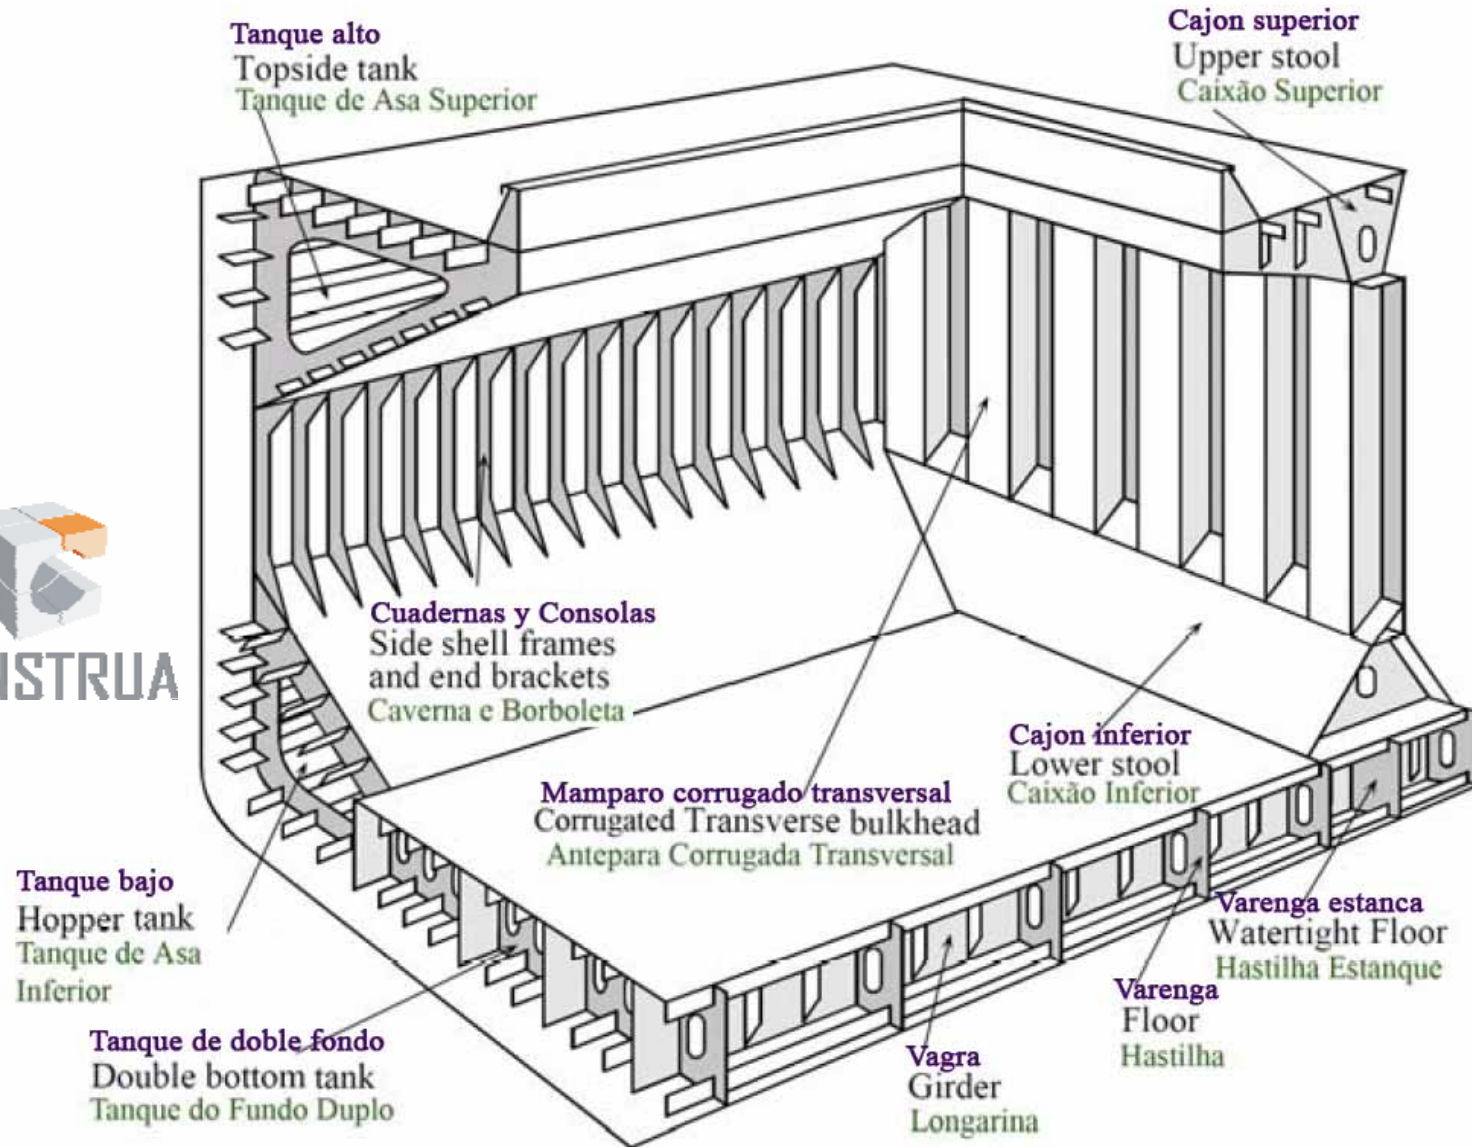 Tanque alto
Topside tank
Tanque de Asa Superior
Cajon superior
Upper stool
Caixão Superior
Cuadernas y Consolas
Side shell frames
and end brackets
Caverna e Borboleta
NSTRUA
Cajon inferior
Lower stool
Caixão Inferior
Mamparo corrugado transversal
Corrugated Transverse bulkhead
Antepara Corrugada Transversal
Tanque bajo
Hopper tank
Tanque de Asa
Inferior
Varenga estanca
Watertight Floor
Hastilha Estanque
Varenga
Floor
Hastilha
Tanque de doble fondo
Double bottom tank
Tanque do Fundo Duplo
Vagra
Girder
Longarina